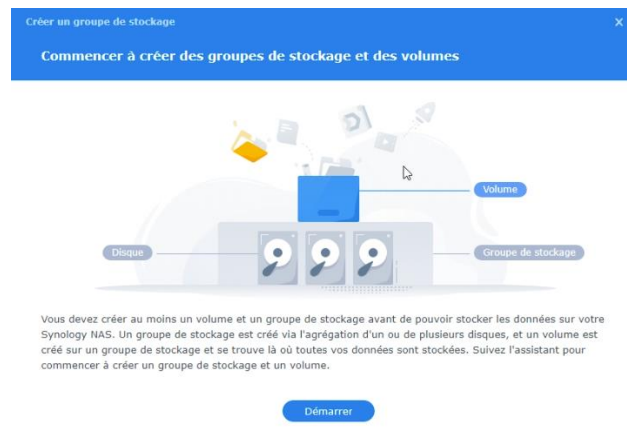 Créer un groupe de stockage
Commencer à créer des groupes de stockage et des volumes
Volume
Disque
Groupe de stockage
Vous devez créer au moins un volume et un groupe de stockage avant de pouvoir stocker les données sur votre
Synology NAS. Un groupe de stockage est créé via l'agrégation d'un ou de plusieurs disques, et un volume est
créé sur un groupe de stockage et se trouve là où toutes vos données sont stockées. Suivez l'assistant pour
commencer à créer un groupe de stockage et un volume.
Démarrer